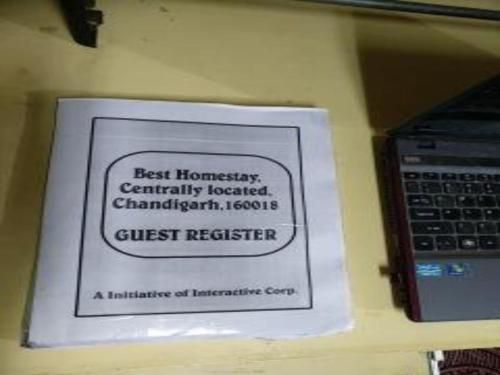 Best Homestay,
Centrally located,
Chandigarh,160018
GUEST REGISTER
A Initiative of Interactive Corp.